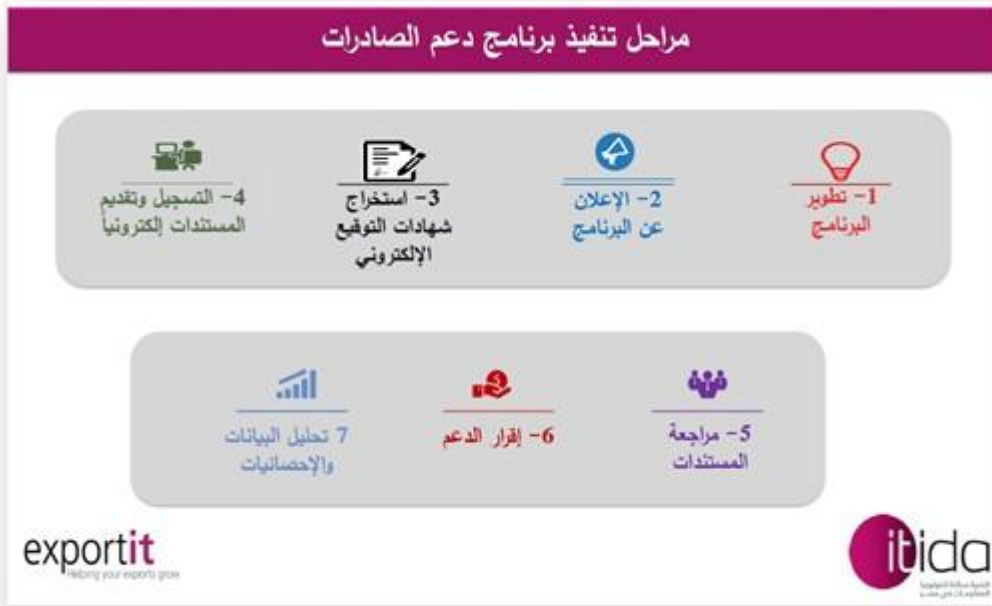 مراحل تنفيذ برنامج دعم الصادرات
1- تطوير
البرنامج
2- الإعلان
عن البرنامج
3- استخراج
شهادات التوقيع
الإلكتروني
4- التسجيل وتقديم
المستندات إلكترونياً
5- مراجعة
المستندات
6- إقرار الدعم
7 تحليل البيانات
والإحصائيات
exportit
Helping your exports grow
itida